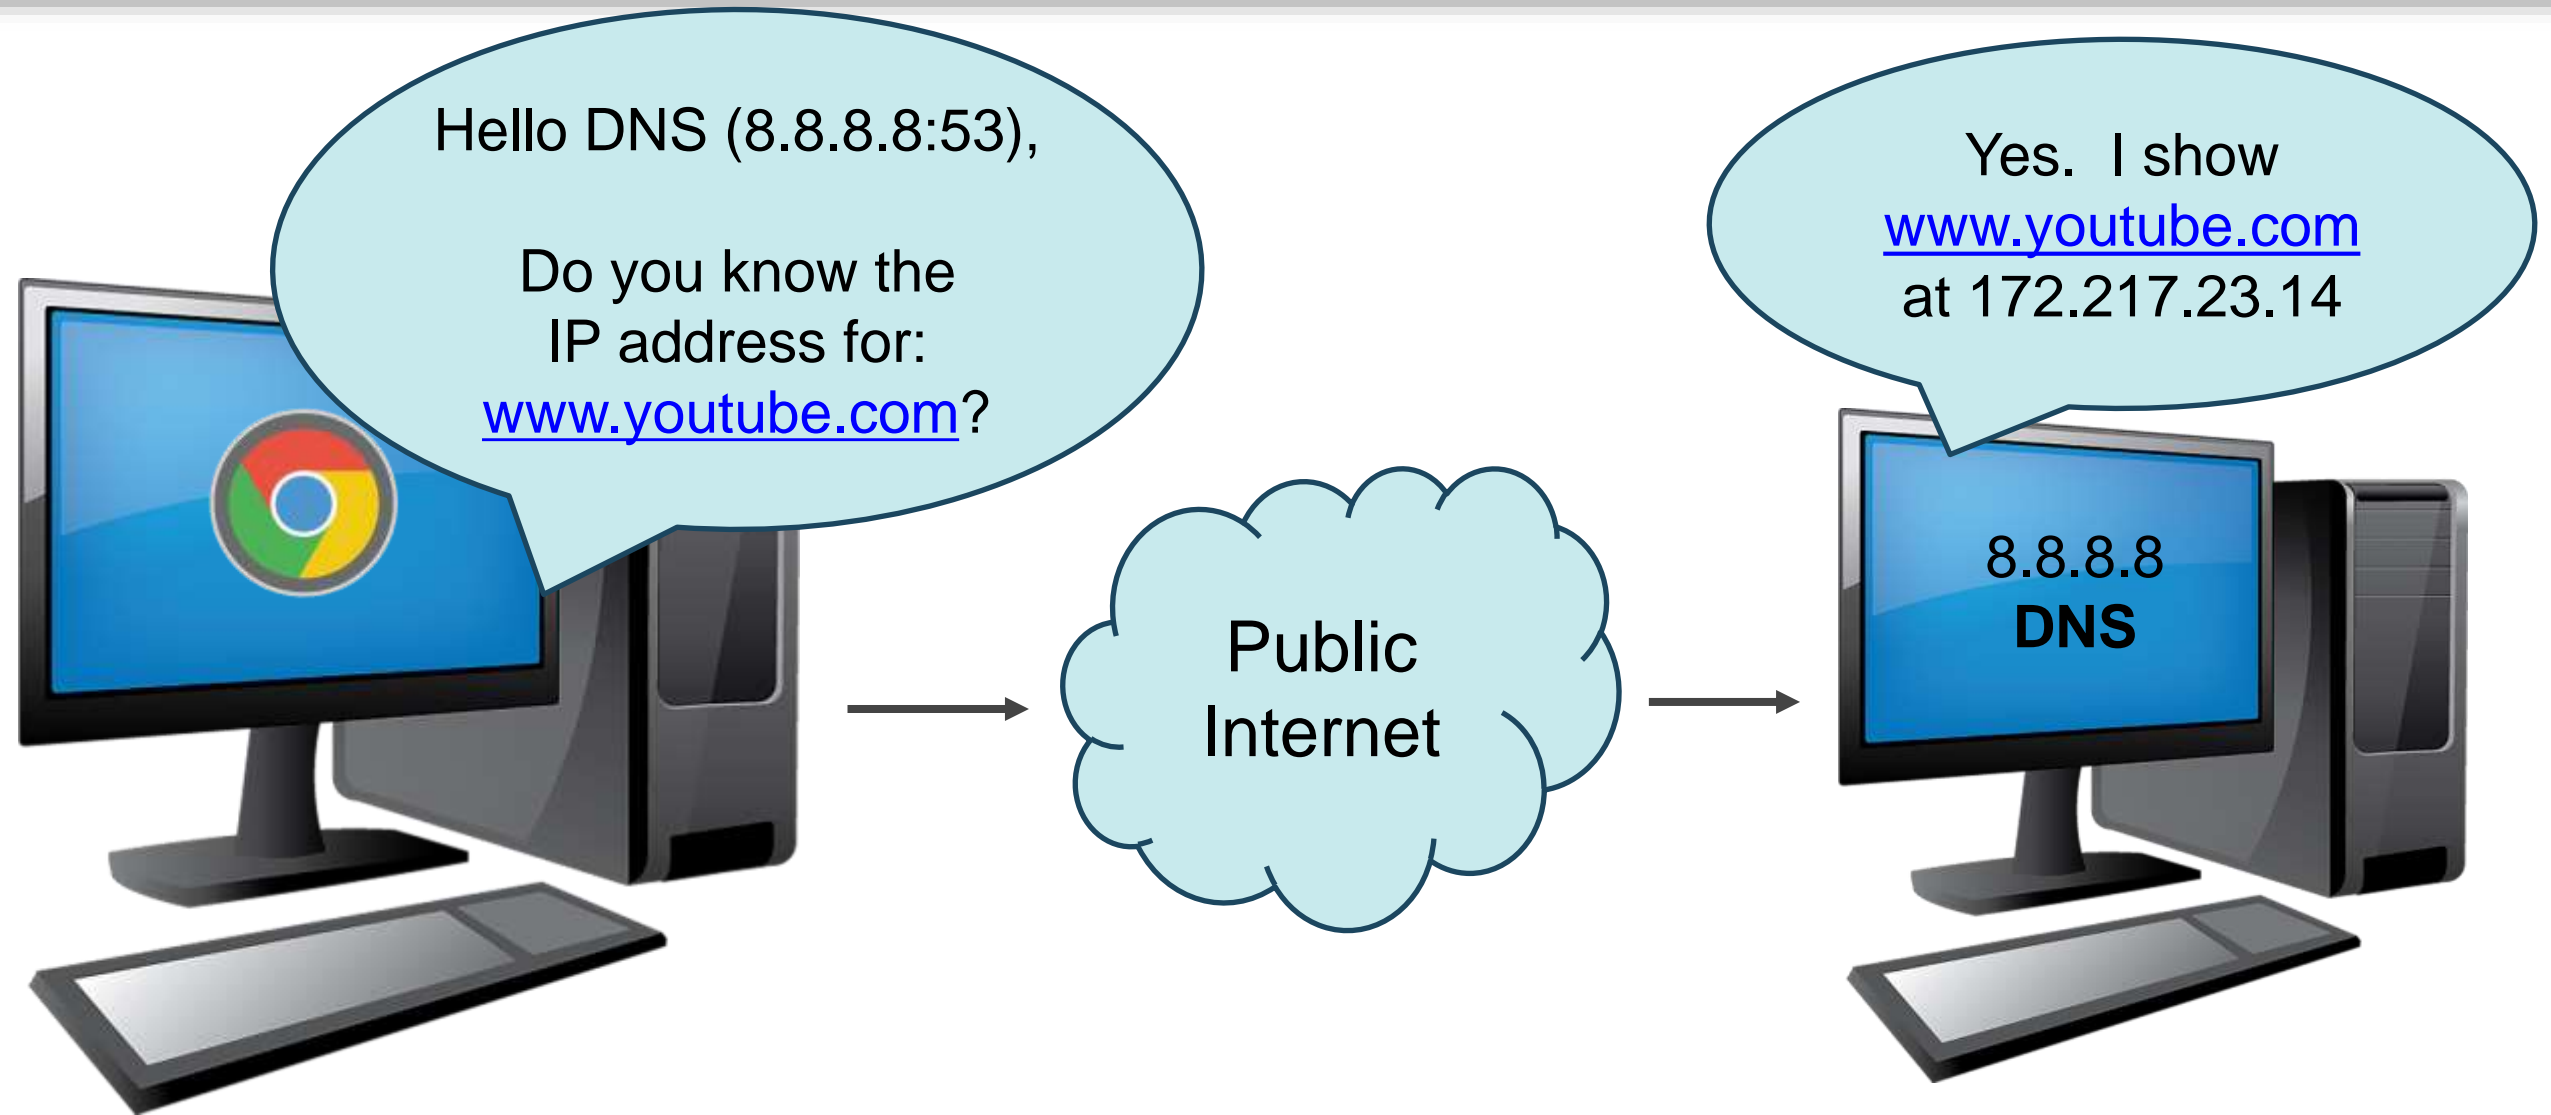 Hello DNS (8.8.8.8:53),
Do you know the
IP address for:
www.youtube.com?
Yes.  I show
www.youtube.com
at 172.217.23.14
Public
Internet
8.8.8.8
DNS